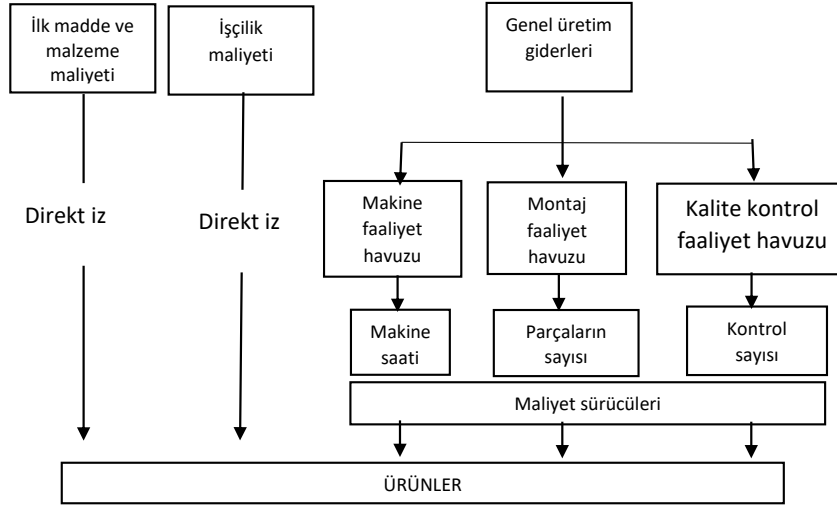 İlk madde ve
malzeme
maliyeti
İşçilik
maliyeti
Genel üretim
giderleri
Direkt iz
Direkt iz
Makine
faaliyet
havuzu
Montaj
faaliyet
havuzu
Kalite kontrol
faaliyet havuzu
Makine
saati
Parçaların
sayısı
Kontrol
sayısı
Maliyet sürücüleri
ÜRÜNLER